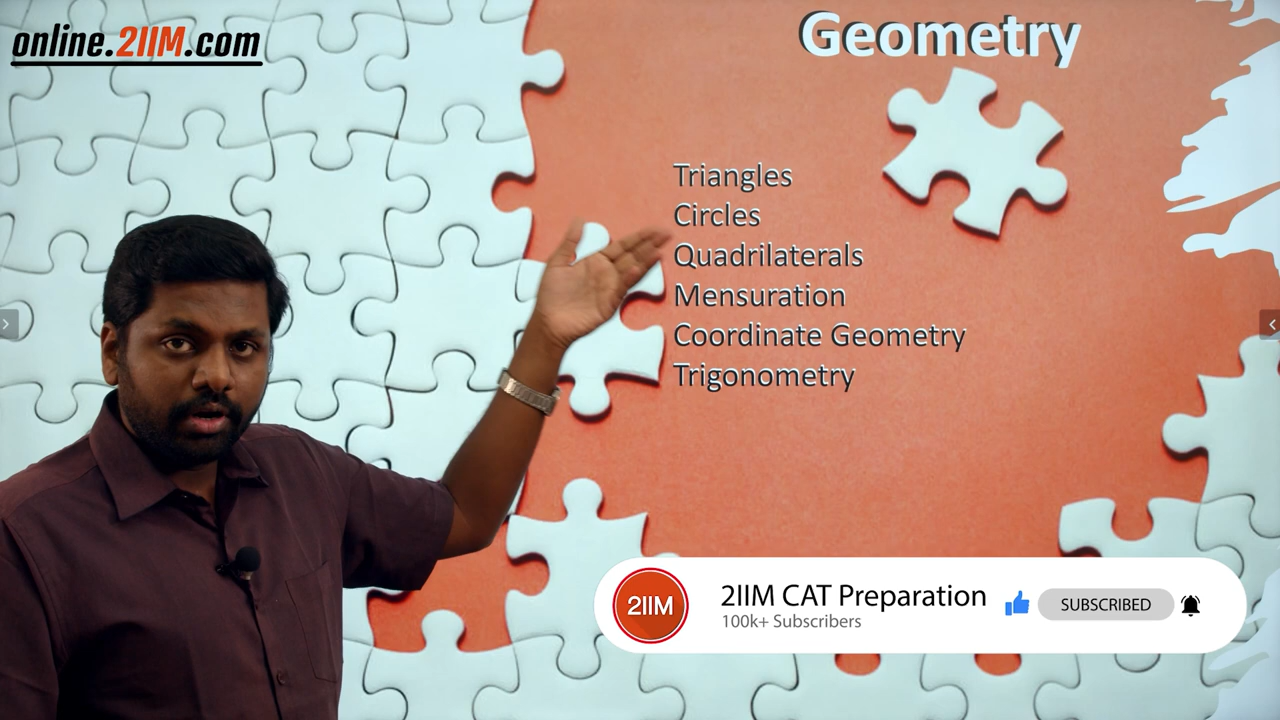 online.2IIM.com
Geometry
Triangles
Circles
Quadrilaterals
Mensuration
Coordinate Geometry
Trigonometry
2IIM
2IIM CAT Preparation
100k+ Subscribers
SUBSCRIBED